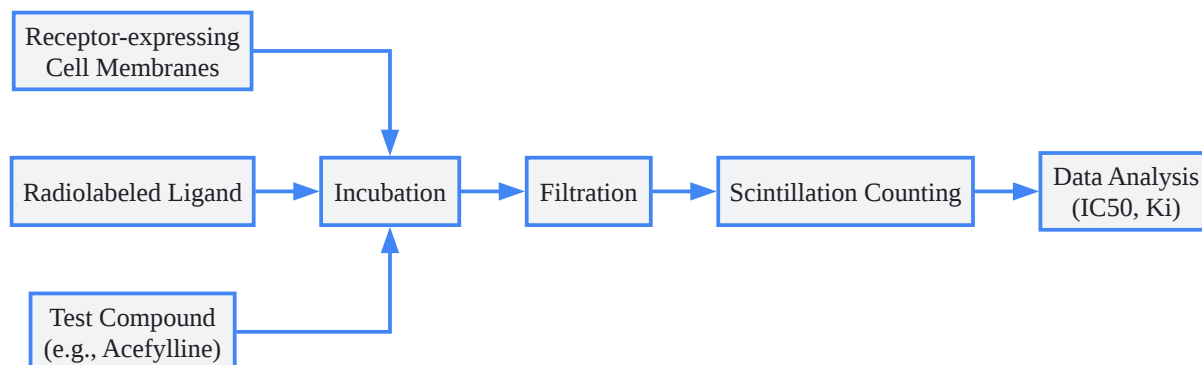 Receptor-expressing
Cell Membranes
Radiolabeled Ligand
Incubation
Filtration
Scintillation Counting
Data Analysis
(IC50, Ki)
Test Compound
(e.g., Acefylline)